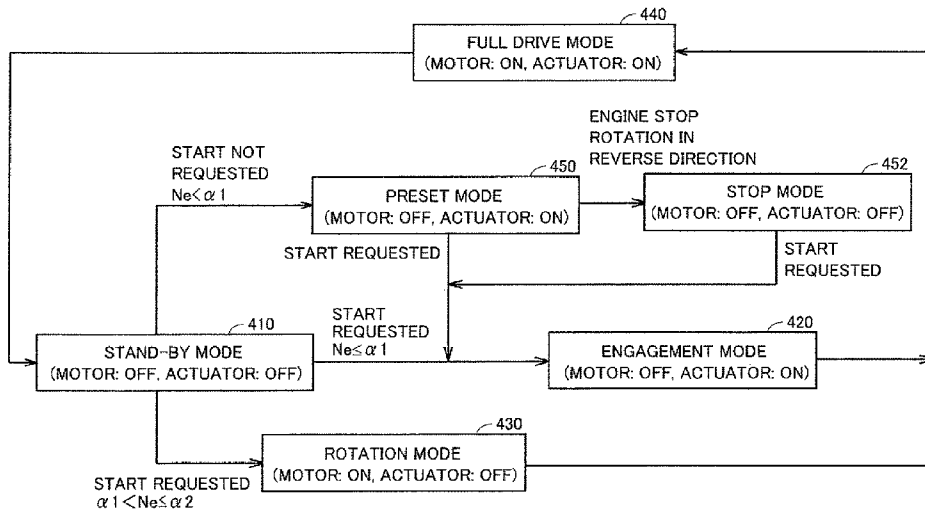 440
FULL DRIVE MODE
(MOTOR: ON, ACTUATOR: ON)
ENGINE STOP
ROTATION IN
REVERSE DIRECTION
START NOT
REQUESTED
Ne<α1
450
PRESET MODE
(MOTOR: OFF, ACTUATOR: ON)
452
STOP MODE
(MOTOR: OFF, ACTUATOR: OFF)
START REQUESTED
START
REQUESTED
410
STAND-BY MODE
(MOTOR: OFF, ACTUATOR: OFF)
START
REQUESTED
Ne≦α1
420
ENGAGEMENT MODE
(MOTOR: OFF, ACTUATOR: ON)
430
ROTATION MODE
(MOTOR: ON, ACTUATOR: OFF)
START REQUESTED
α1<Ne≦α2